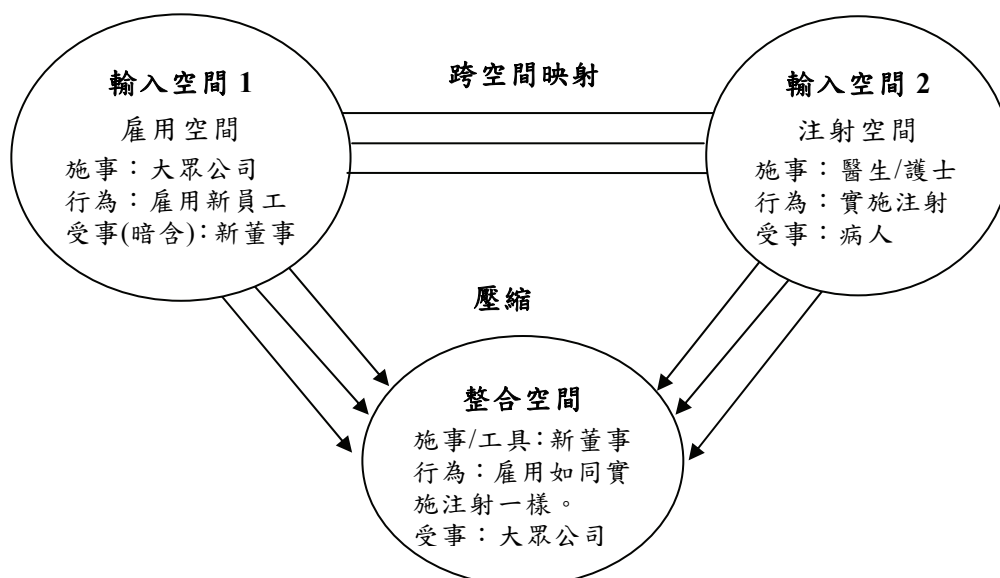 輸入空間 1
雇用空間
施事：大眾公司
行為：雇用新員工
受事(暗含)：新董事
跨空間映射
輸入空間 2
注射空間
施事：醫生/護士
行為：實施注射
受事：病人
壓縮
整合空間
施事/工具：新董事
行為：雇用如同實
施注射一樣。
受事：大眾公司